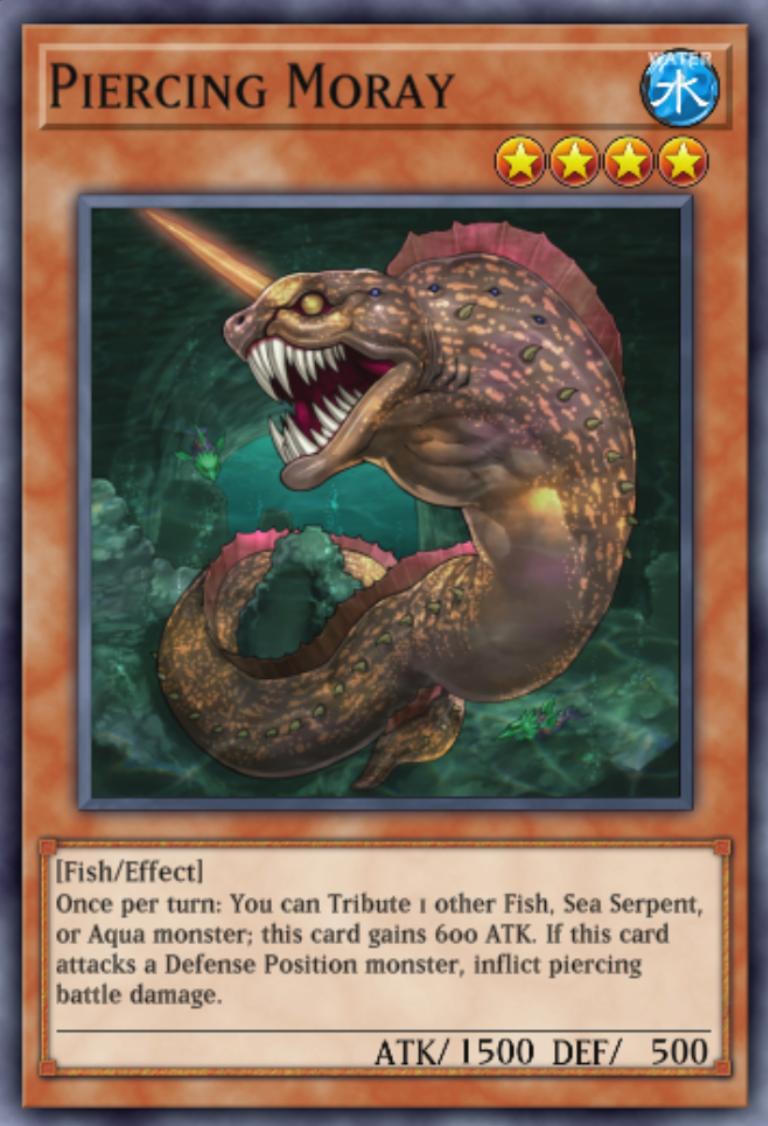 PIERCING MORAY
WATER
水
[Fish/Effect]
Once per turn: You can Tribute 1 other Fish, Sea Serpent,
or Aqua monster; this card gains 600 ATK. If this card
attacks a Defense Position monster, inflict piercing
battle damage.
ATK/ 1500 DEF/ 500